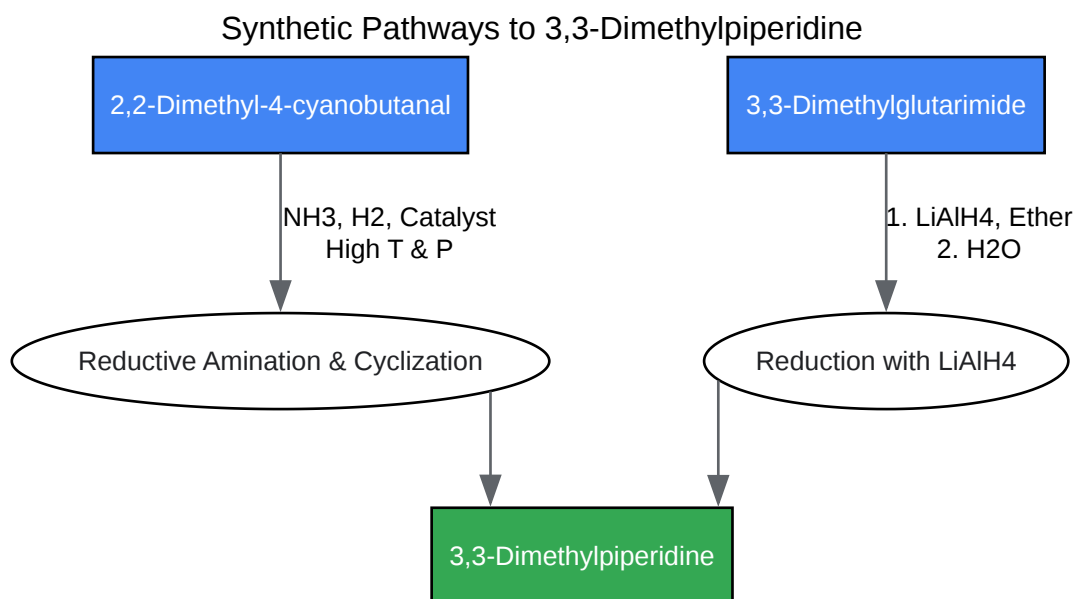 Synthetic Pathways to 3,3-Dimethylpiperidine
2,2-Dimethyl-4-cyanobutanal
3,3-Dimethylglutarimide
NH3, H2, Catalyst
High T & P
1. LiAlH4, Ether
2. H2O
Reductive Amination & Cyclization
Reduction with LiAlH4
3,3-Dimethylpiperidine